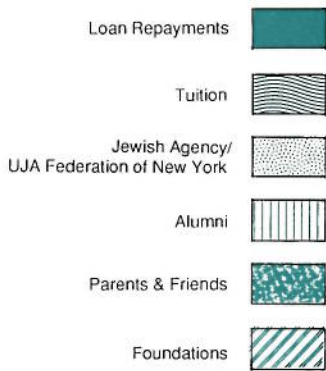 Loan Repayments
Tuition
Jewish Agency/
UJA Federation of New York
Alumni
Parents & Friends
Foundations